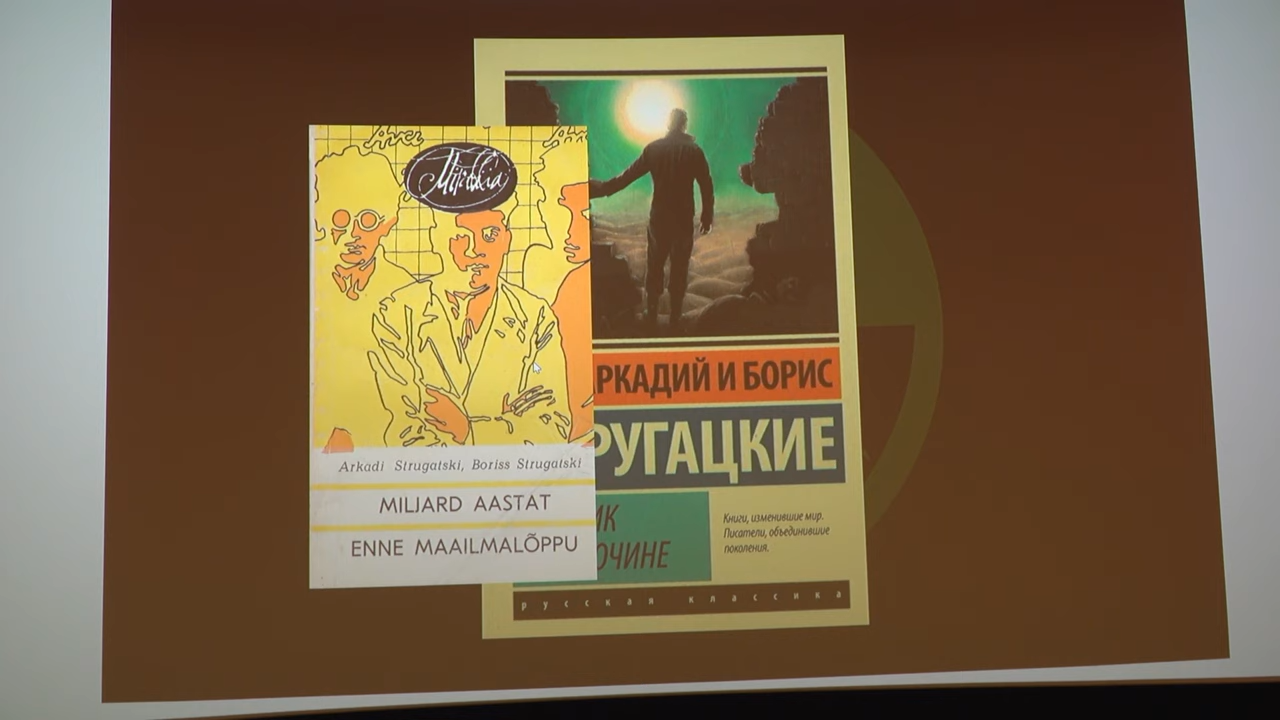 Mirabilia
Arkadi Strugatski, Boriss Strugatski
MILJARD AASTAT
ENNE MAAILMALÕPPU
РКАДИЙ И БОРИС
РУГАЦКИЕ
ИК
ОЧИНЕ
Книги, изменившие мир.
Писатели, объединившие
поколения.
русская классика